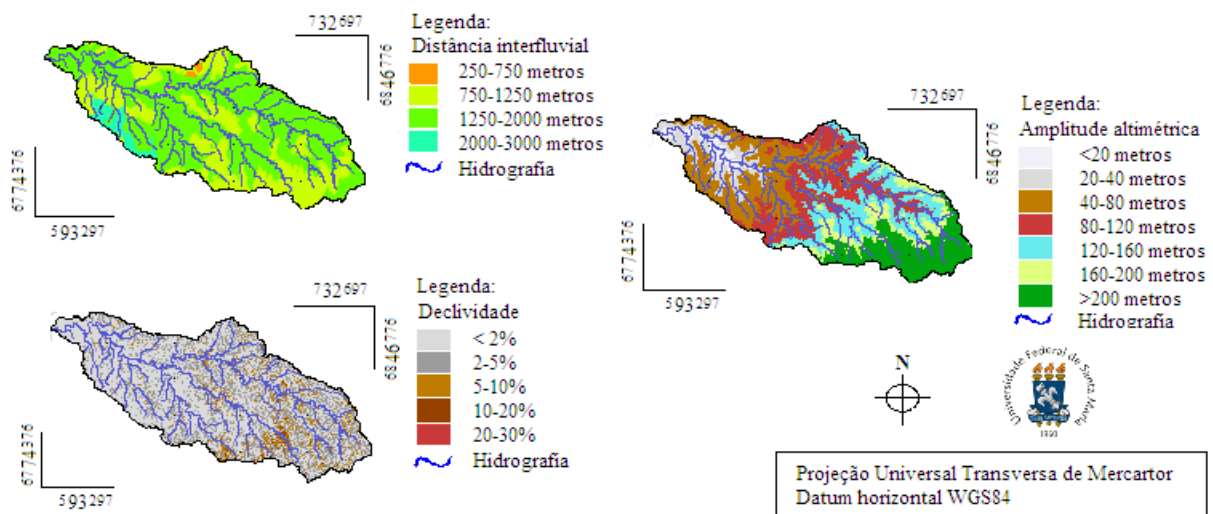 732697
6846776
Legenda:
Distância interfluvial
250-750 metros
750-1250 metros
1250-2000 metros
2000-3000 metros
Hidrografía
6774376
593297
732697
6846776
Legenda:
Amplitude altimétrica
<20 metros
20-40 metros
40-80 metros
80-120 metros
120-160 metros
160-200 metros
>200 metros
Hidrografia
6774376
593297
732697
6846776
Legenda:
Declividade
< 2%
2-5%
5-10%
10-20%
20-30%
Hidrografia
6774376
593297
N
Universidade Federal de Santa Maria
1960
Projeção Universal Transversa de Mercartor
Datum horizontal WGS84